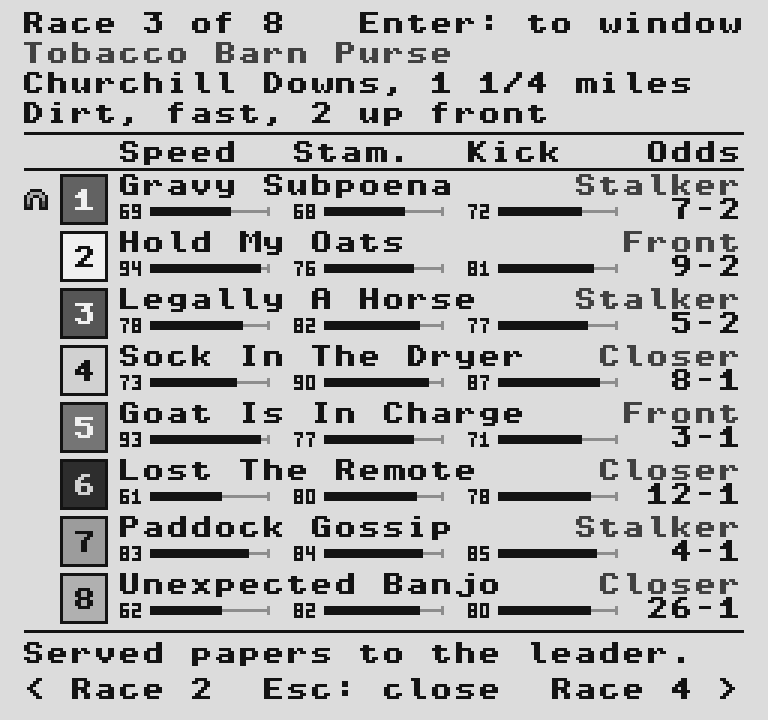 Race 3 of 8 Enter: to window
Tobacco Barn Purse
Churchill Downs, 1 1/4 miles
Dirt, fast, 2 up front
Speed Stam. Kick Odds
1 Gravy Subpoena Stalker
69 68 72 7-2
2 Hold My Oats Front
94 76 81 9-2
3 Legally A Horse Stalker
78 82 77 5-2
4 Sock In The Dryer Closer
73 90 87 8-1
5 Goat Is In Charge Front
93 77 71 3-1
6 Lost The Remote Closer
61 80 78 12-1
7 Paddock Gossip Stalker
83 84 85 4-1
8 Unexpected Banjo Closer
62 82 80 26-1
Served papers to the leader.
< Race 2 Esc: close Race 4 >